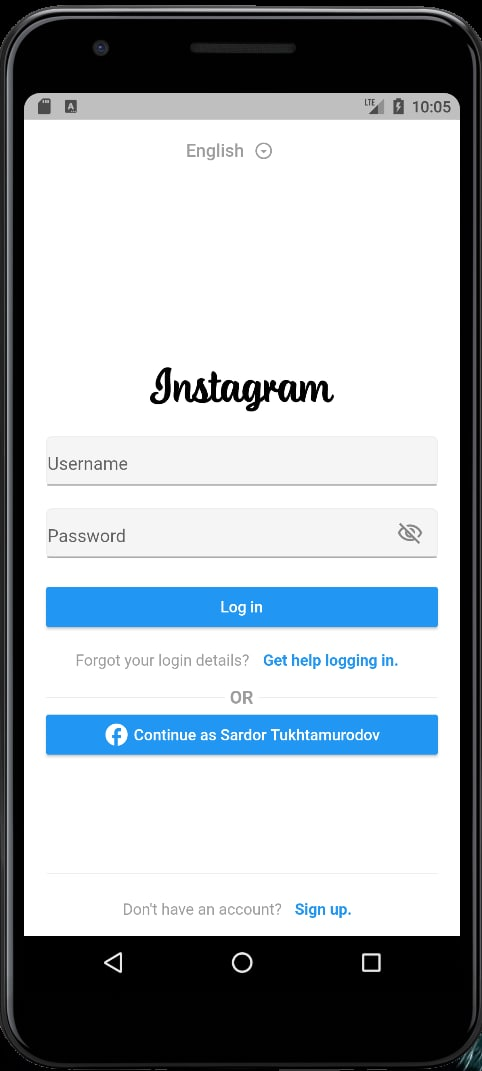 LTE 10:05
English
Instagram
Username
Password
Log in
Forgot your login details? Get help logging in.
OR
Continue as Sardor Tukhtamurodov
Don't have an account? Sign up.